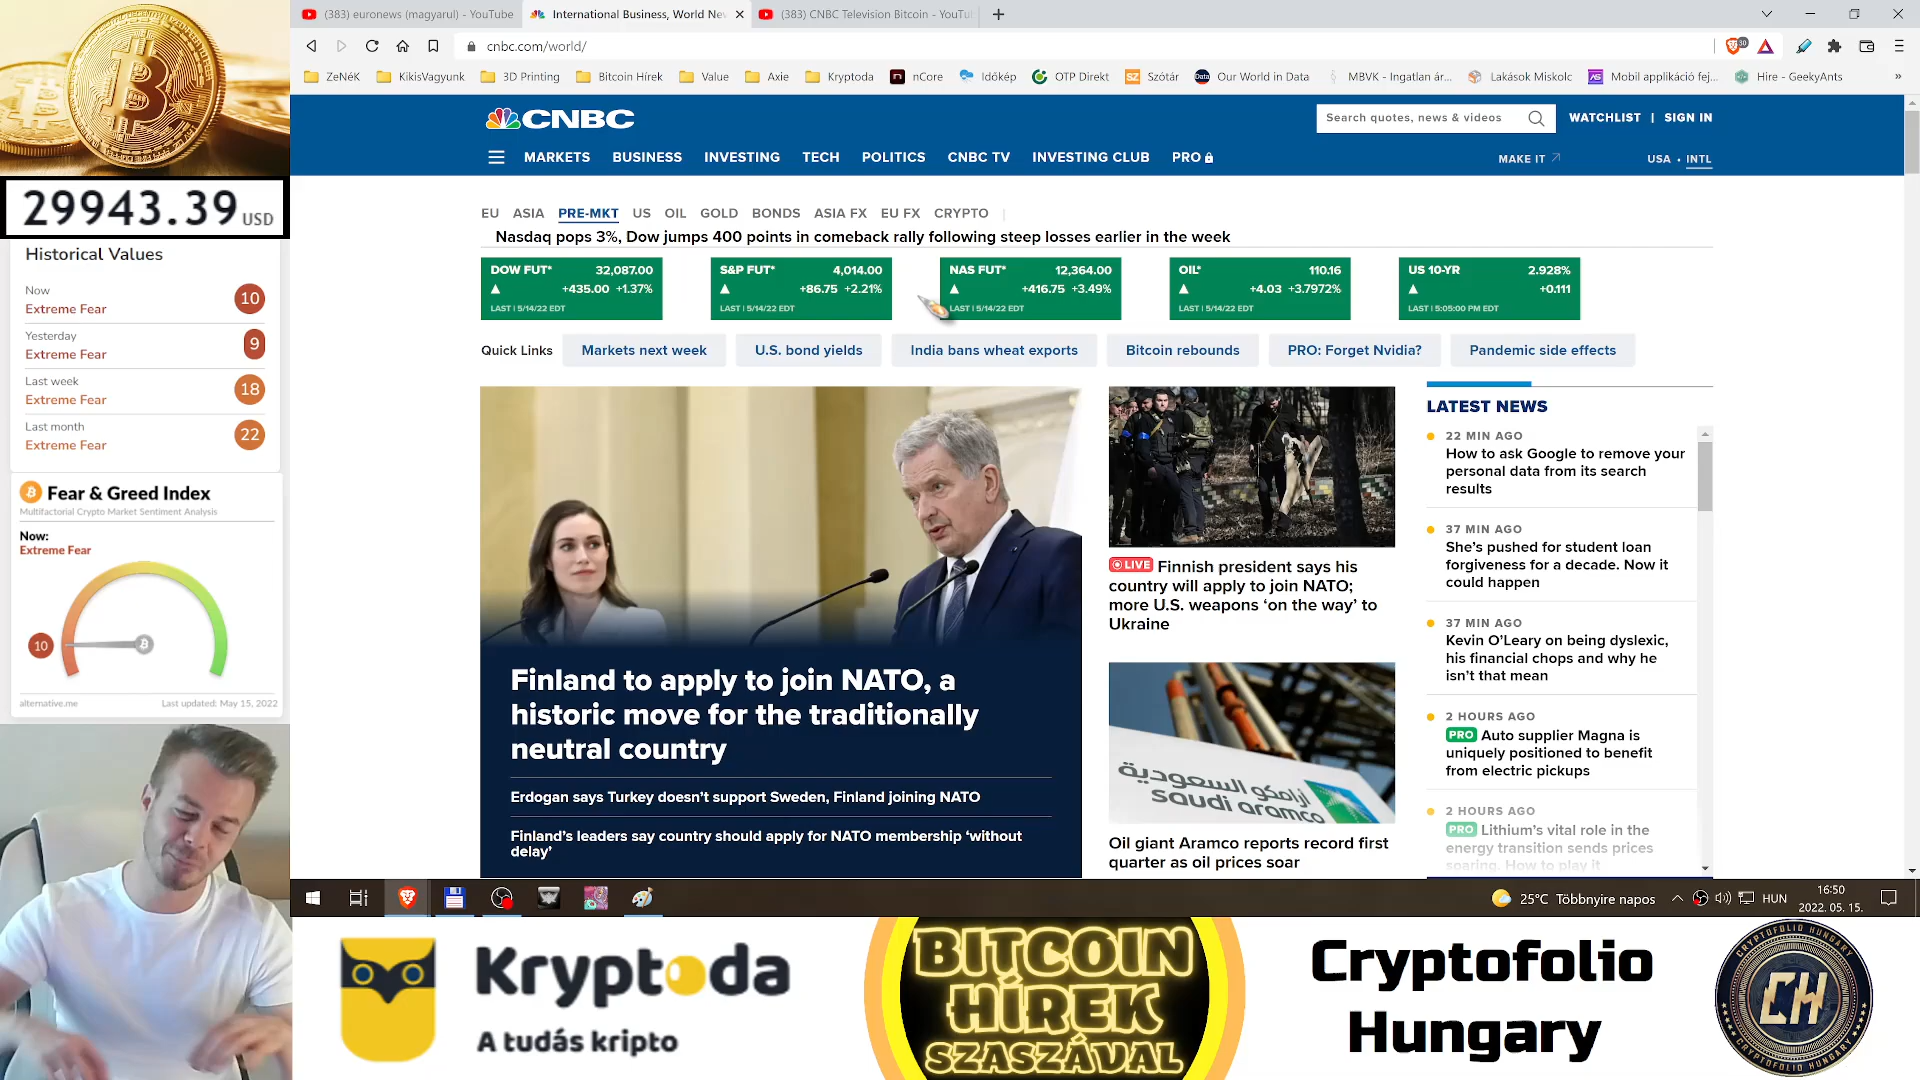 (383) euronews (magyarul) - YouTube
International Business, World Ne
(383) CNBC Television Bitcoin - YouTu
cnbc.com/world/
30
ZeNéK
KikisVagyunk
3D Printing
Bitcoin Hírek
Value
Axie
Kryptoda
nCore
Időkép
OTP Direkt
SZ Szótár
Our World in Data
MBVK - Ingatlan ár...
Lakások Miskolc
Mobil applikáció fej...
Hire - GeekyAnts
»
CNBC
Search quotes, news & videos
WATCHLIST | SIGN IN
MARKETS BUSINESS INVESTING TECH POLITICS CNBC TV INVESTING CLUB PRO
MAKE IT
USA • INTL
EU ASIA PRE-MKT US OIL GOLD BONDS ASIA FX EU FX CRYPTO
Nasdaq pops 3%, Dow jumps 400 points in comeback rally following steep losses earlier in the week
DOW FUT* 32,087.00
+435.00 +1.37%
LAST | 5/14/22 EDT
S&P FUT* 4,014.00
+86.75 +2.21%
LAST | 5/14/22 EDT
NAS FUT* 12,364.00
+416.75 +3.49%
LAST | 5/14/22 EDT
OIL* 110.16
+4.03 +3.7972%
LAST | 5/14/22 EDT
US 10-YR 2.928%
+0.111
LAST | 5:05:00 PM EDT
Quick Links
Markets next week
U.S. bond yields
India bans wheat exports
Bitcoin rebounds
PRO: Forget Nvidia?
Pandemic side effects
Finland to apply to join NATO, a
historic move for the traditionally
neutral country
Erdogan says Turkey doesn't support Sweden, Finland joining NATO
Finland's leaders say country should apply for NATO membership 'without
delay'
LIVE Finnish president says his
country will apply to join NATO;
more U.S. weapons 'on the way' to
Ukraine
أرامكو السعودية
saudi aramco
Oil giant Aramco reports record first
quarter as oil prices soar
LATEST NEWS
22 MIN AGO
How to ask Google to remove your
personal data from its search
results
37 MIN AGO
She's pushed for student loan
forgiveness for a decade. Now it
could happen
37 MIN AGO
Kevin O'Leary on being dyslexic,
his financial chops and why he
isn't that mean
2 HOURS AGO
PRO Auto supplier Magna is
uniquely positioned to benefit
from electric pickups
2 HOURS AGO
PRO Lithium's vital role in the
energy transition sends prices
soaring. How to play it
29943.39 USD
Historical Values
Now
Extreme Fear
10
Yesterday
Extreme Fear
9
Last week
Extreme Fear
18
Last month
Extreme Fear
22
Fear & Greed Index
Multifactorial Crypto Market Sentiment Analysis
Now:
Extreme Fear
10
alternative.me
Last updated: May 15, 2022
25°C Többnyire napos
HUN
16:50
2022. 05. 15.
Kryptoda
A tudás kripto
BITCOIN
HÍREK
SZASZÁVAL
Cryptofolio
Hungary
CRYPTOFOLIO HUNGARY
CH
CRYPTOFOLIO HUNGARY